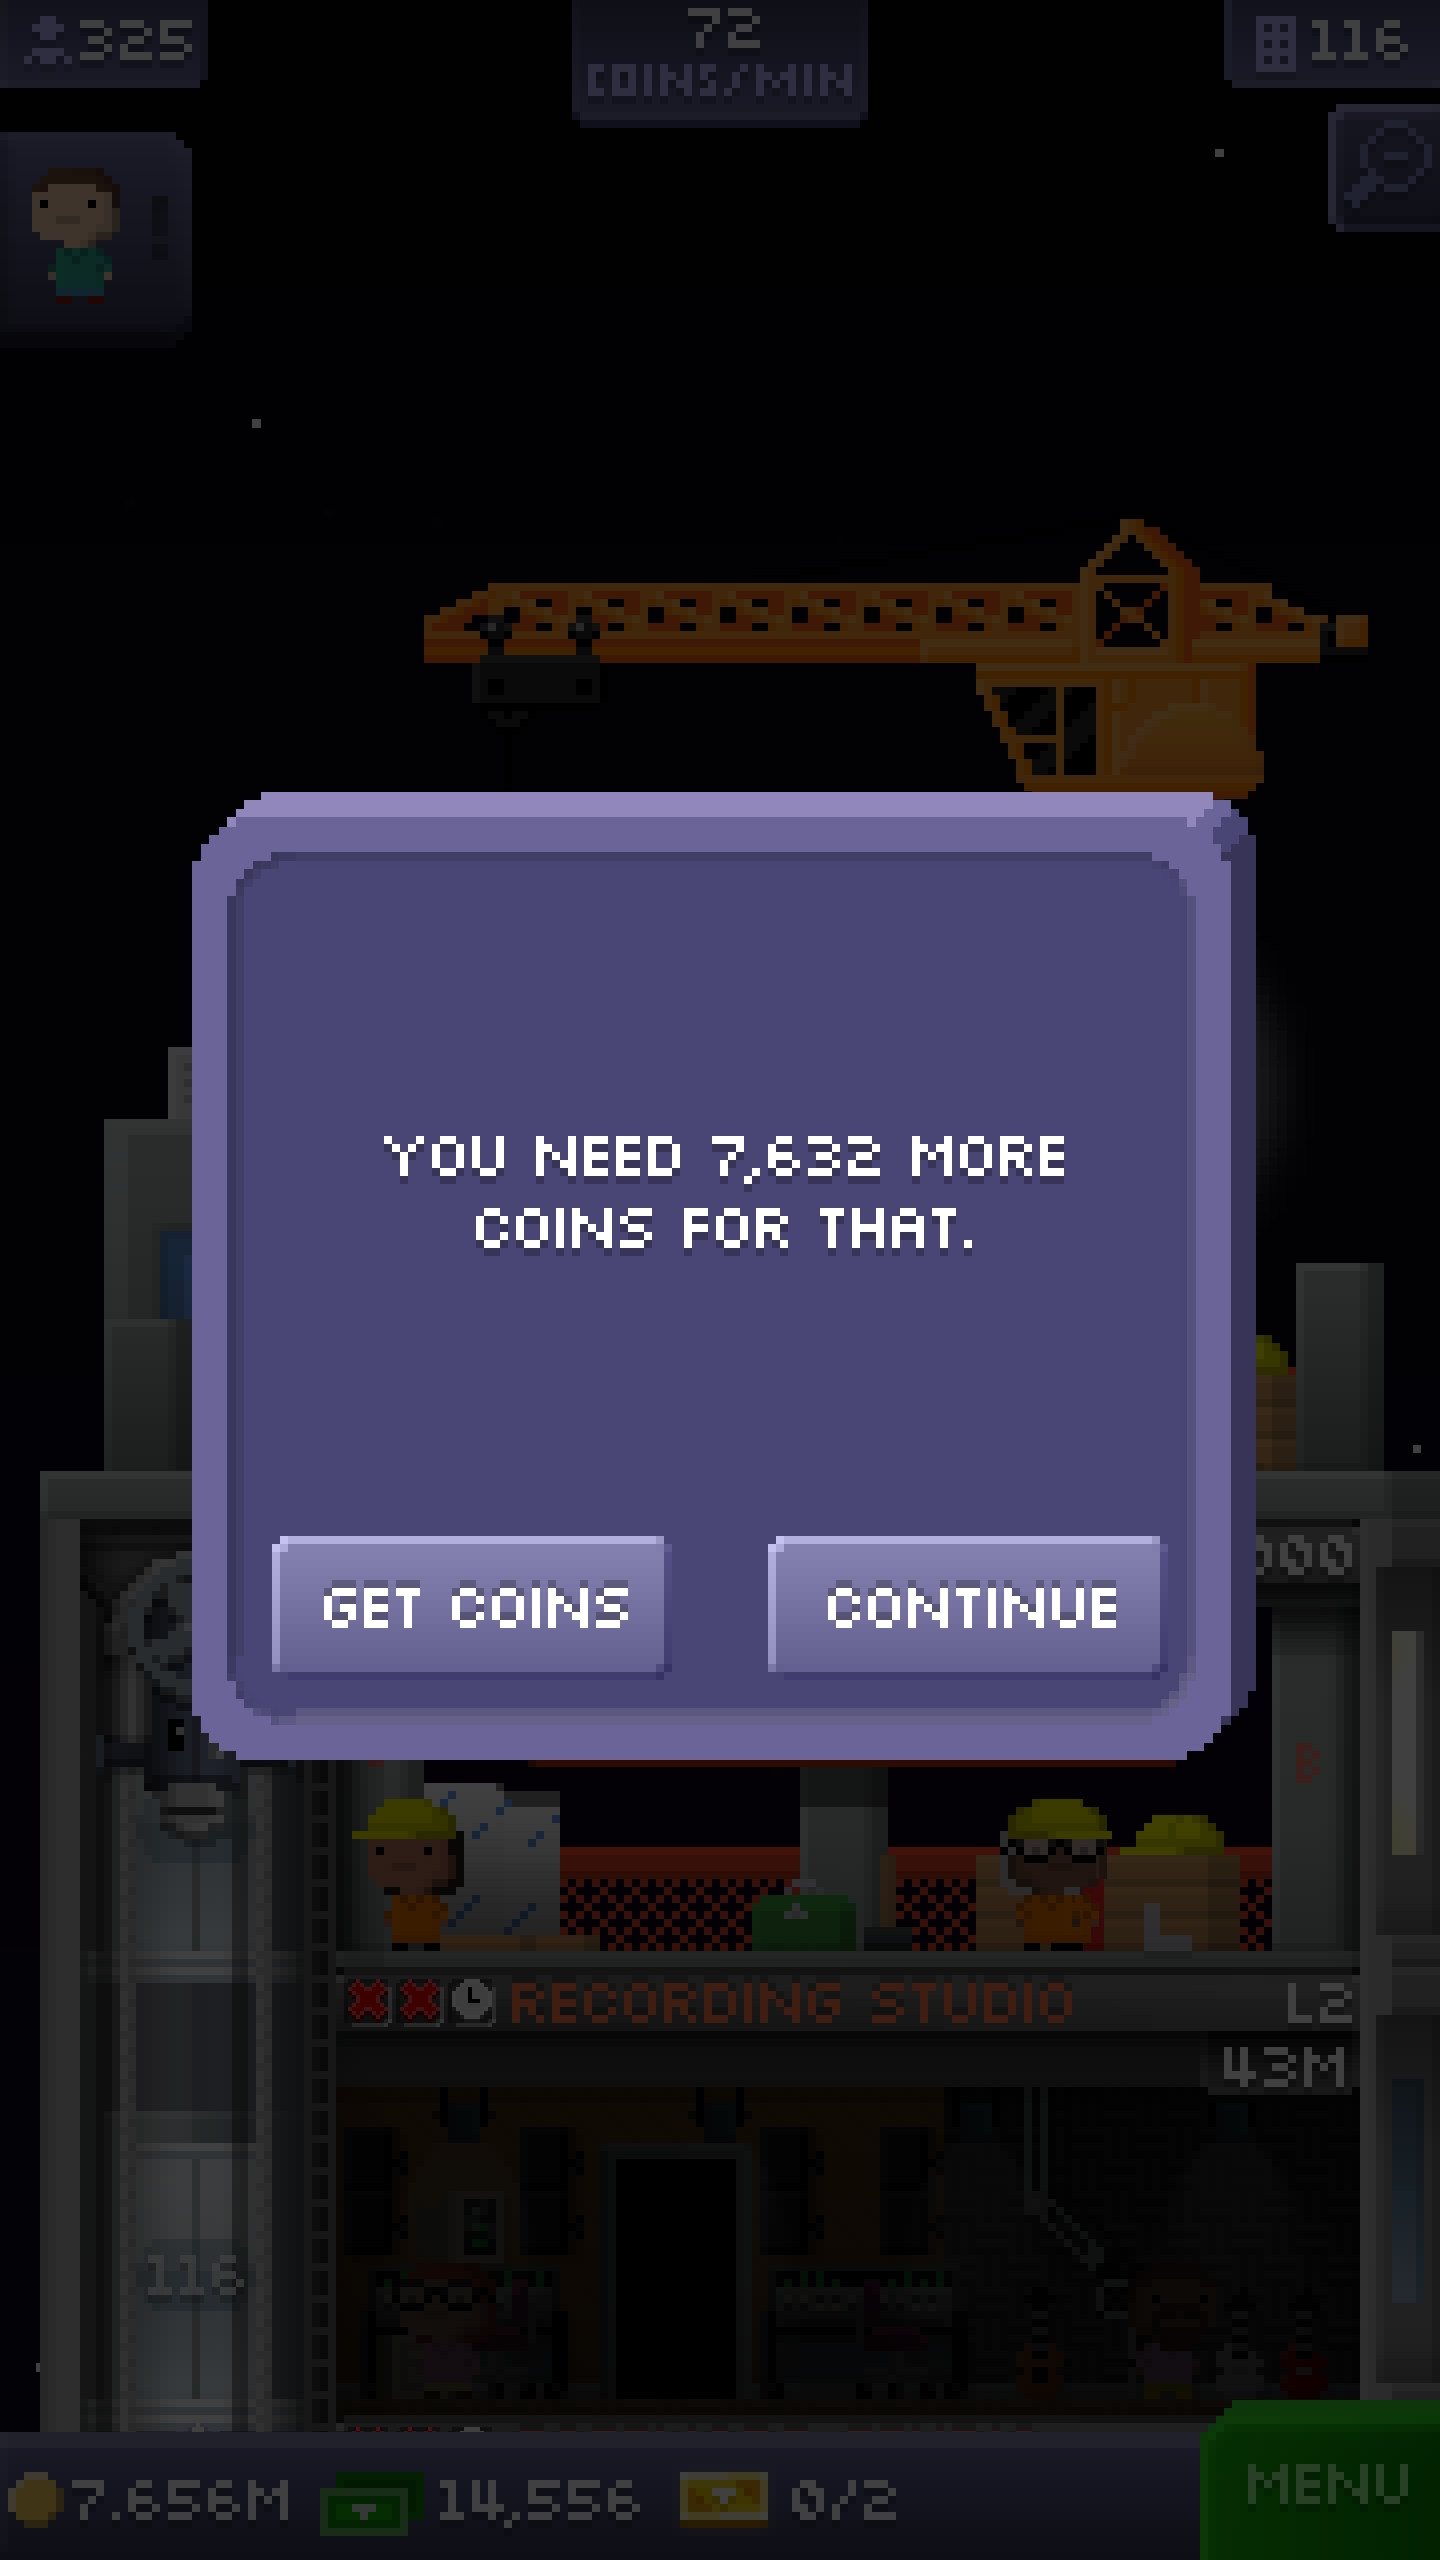 325
72
COINS/MIN
116
YOU NEED 7,632 MORE
COINS FOR THAT.
GET COINS
CONTINUE
000
B
RECORDING STUDIO
L2
43M
116
7.656M
14,556
0/2
MENU